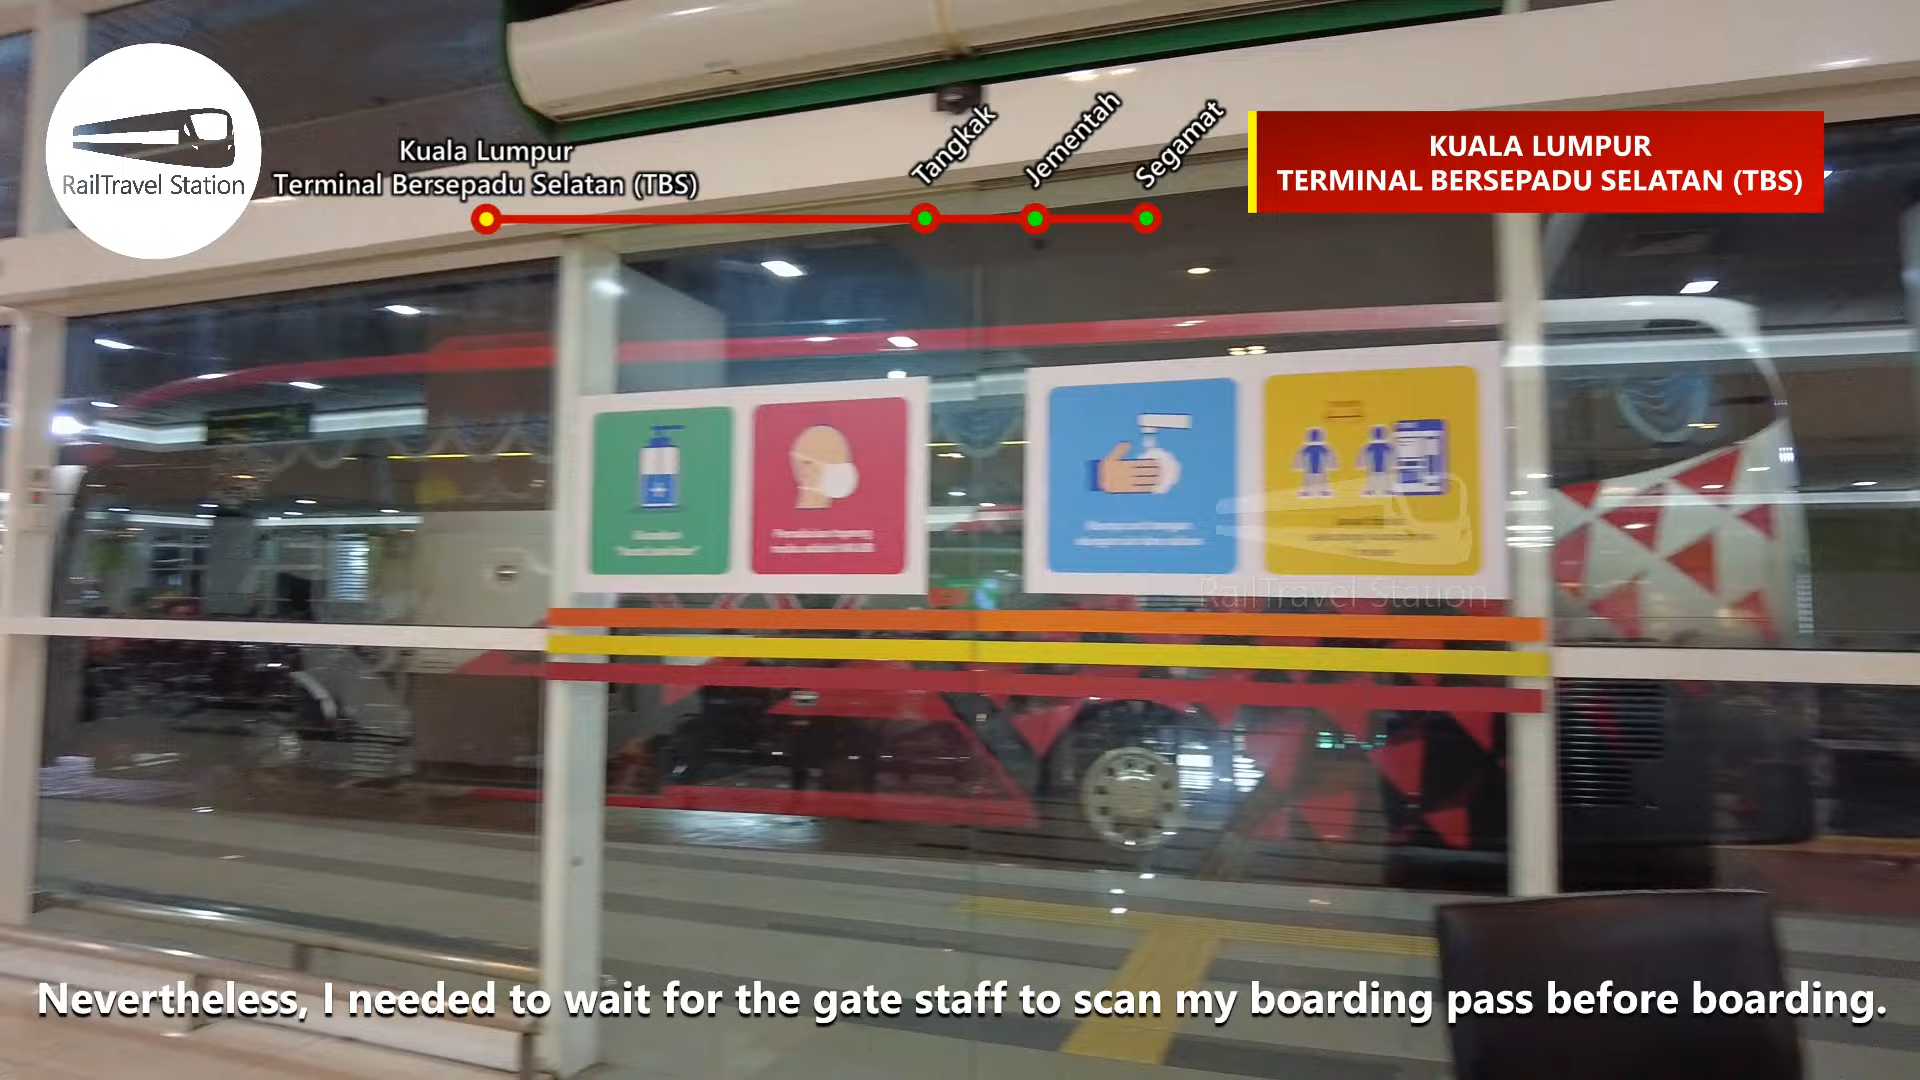 RailTravel Station
Kuala Lumpur
Terminal Bersepadu Selatan (TBS)
Tangkak
Jementah
Segamat
KUALA LUMPUR
TERMINAL BERSEPADU SELATAN (TBS)
RailTravel Station
Nevertheless, I needed to wait for the gate staff to scan my boarding pass before boarding.